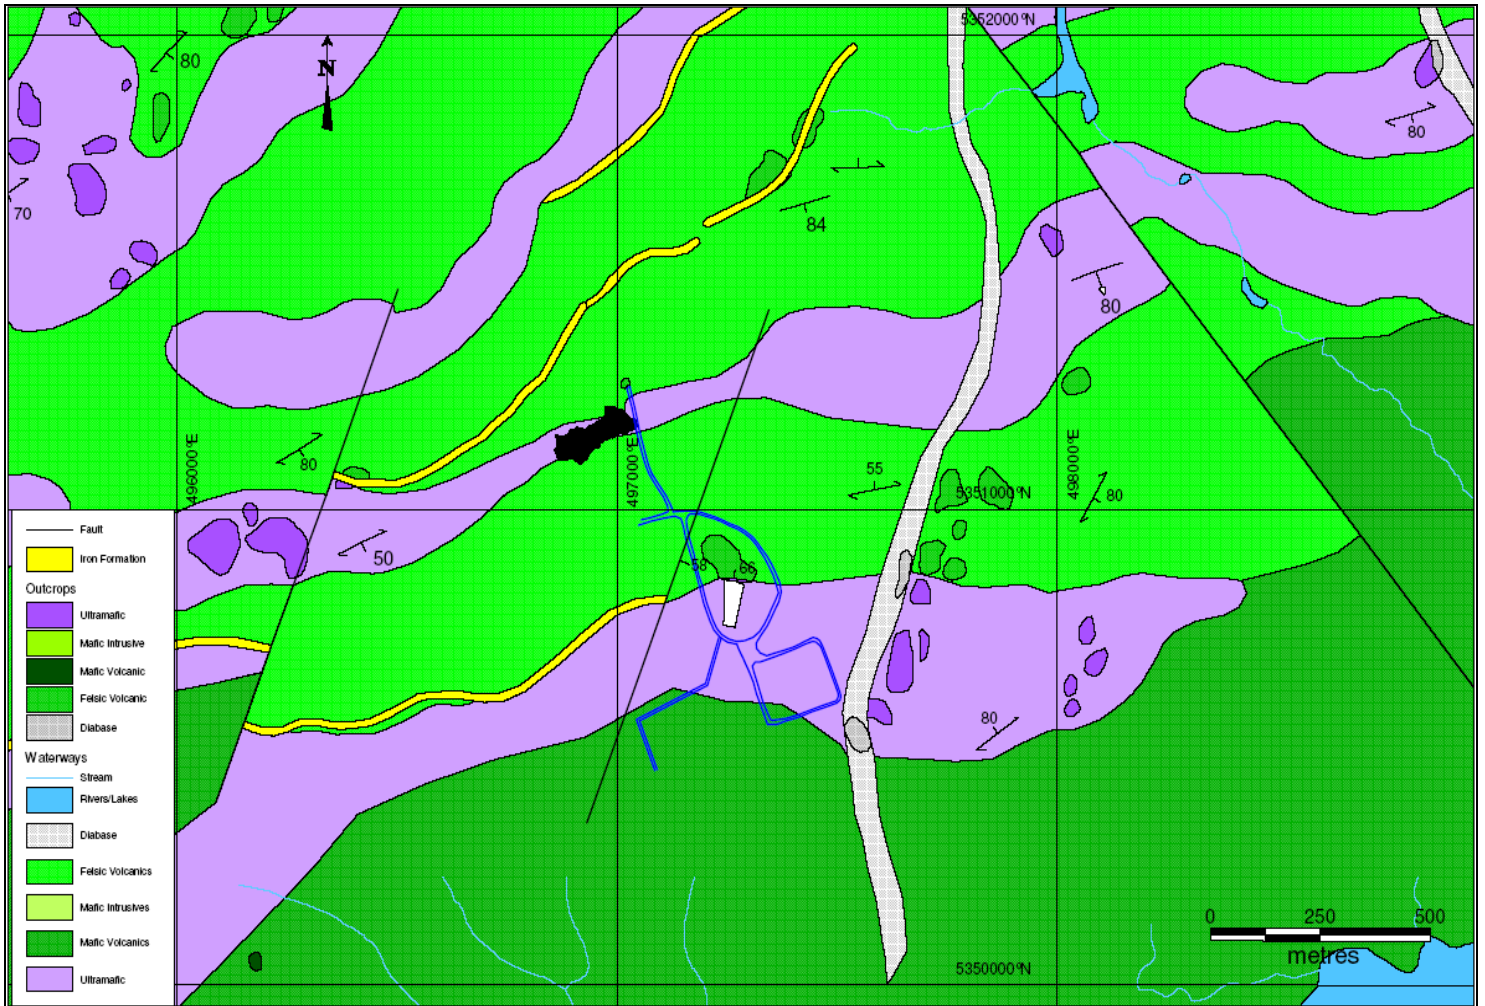 5352000°N
80
N
80
70
84
80
496000°E
497000°E
498000°E
80
55
5351000°N
80
50
58
66
80
Fault
Iron Formation
Outcrops
Ultramafic
Mafic Intrusive
Mafic Volcanic
Felsic Volcanic
Diabase
Waterways
Stream
Rivers/Lakes
Diabase
Felsic Volcanics
Mafic Intrusives
Mafic Volcanics
Ultramafic
0 250 500
metres
5350000°N